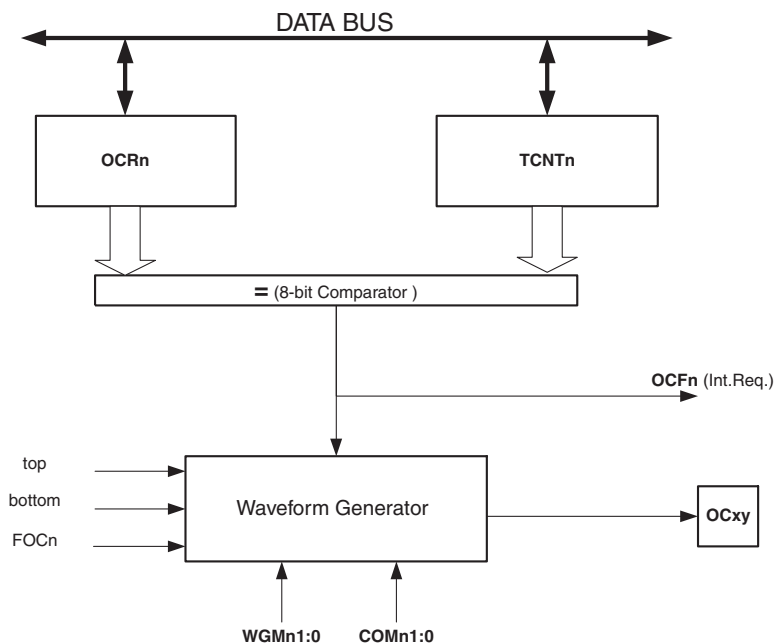 DATA BUS
OCRn
TCNTn
= (8-bit Comparator )
OCFn (Int.Req.)
top
bottom
FOCn
Waveform Generator
OCxy
WGMn1:0
COMn1:0